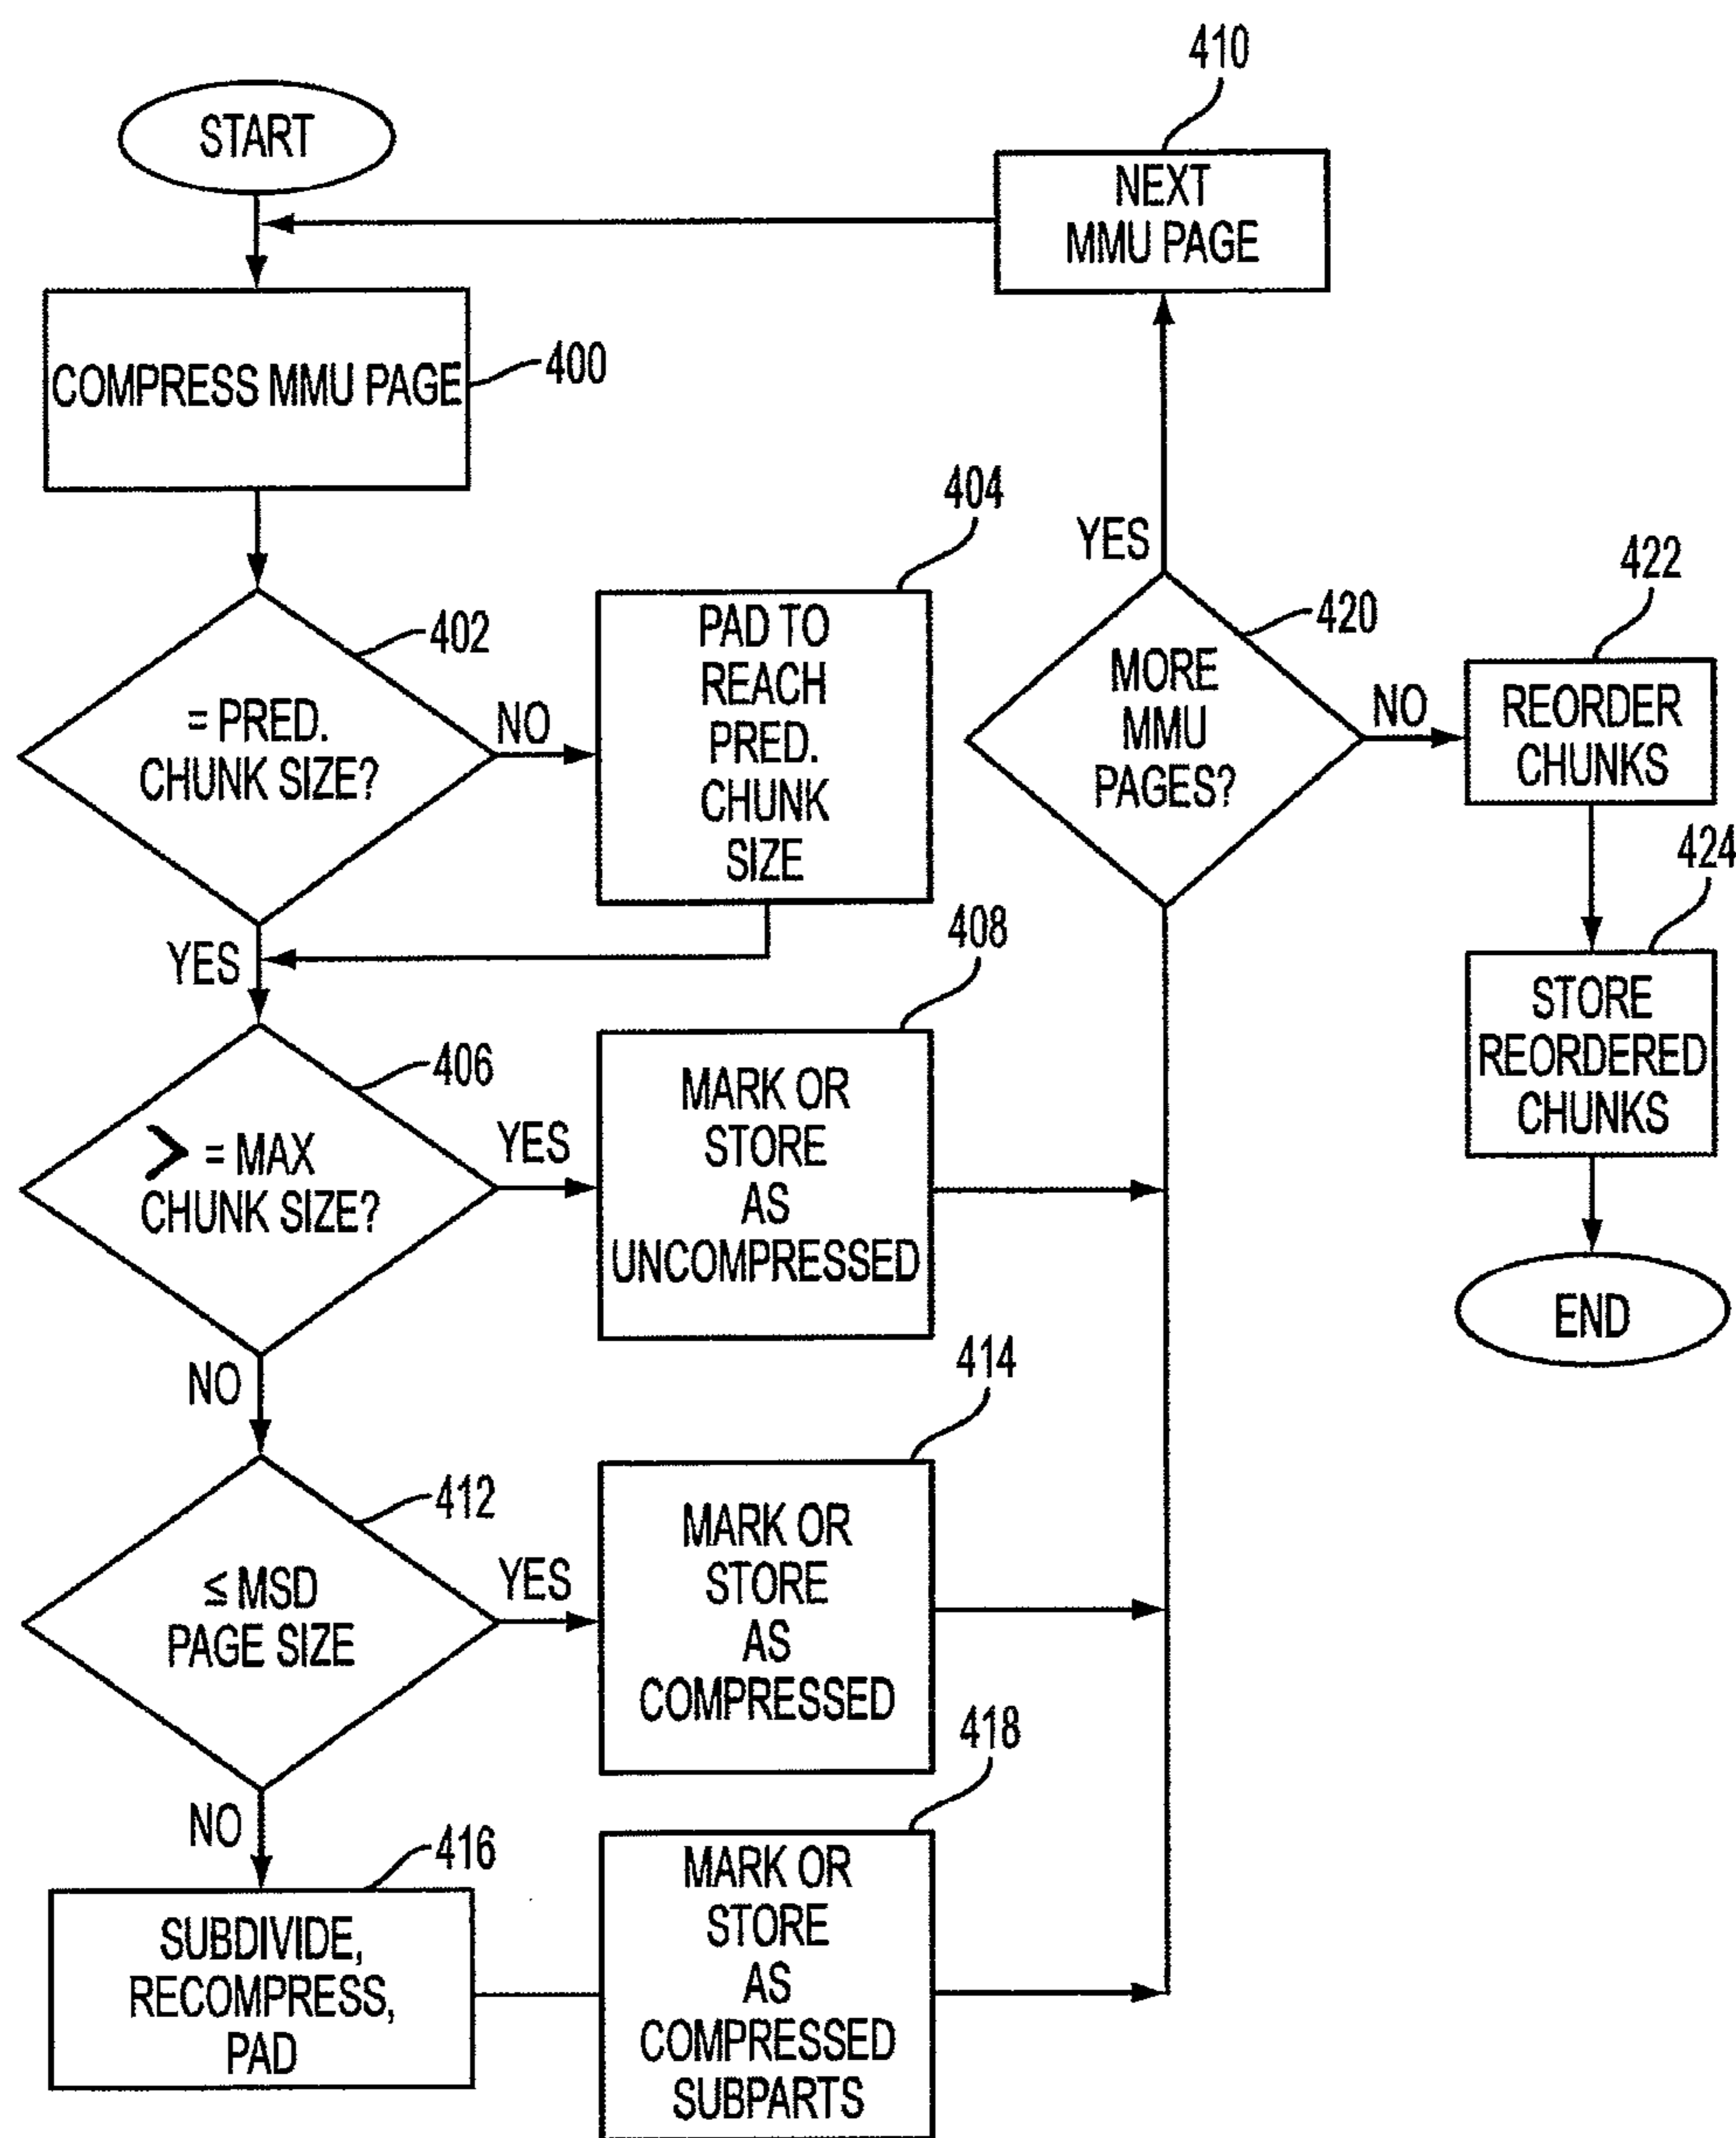 START
410
NEXT
MMU PAGE
COMPRESS MMU PAGE
400
402
= PRED.
CHUNK SIZE?
NO
YES
404
PAD TO
REACH
PRED.
CHUNK
SIZE
406
> = MAX
CHUNK SIZE?
YES
NO
408
MARK OR
STORE
AS
UNCOMPRESSED
412
≤ MSD
PAGE SIZE
YES
NO
414
MARK OR
STORE
AS
COMPRESSED
416
SUBDIVIDE,
RECOMPRESS,
PAD
418
MARK OR
STORE
AS
COMPRESSED
SUBPARTS
YES
420
MORE
MMU
PAGES?
NO
422
REORDER
CHUNKS
424
STORE
REORDERED
CHUNKS
END